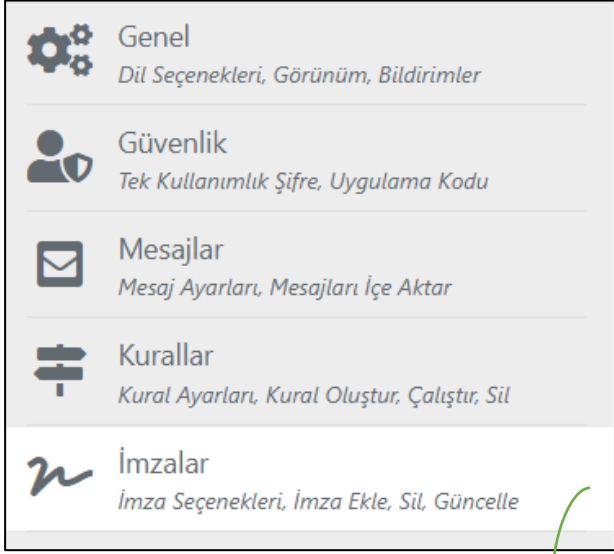 Genel
Dil Seçenekleri, Görünüm, Bildirimler
Güvenlik
Tek Kullanımlık Şifre, Uygulama Kodu
Mesajlar
Mesaj Ayarları, Mesajları İçe Aktar
Kurallar
Kural Ayarları, Kural Oluştur, Çalıştır, Sil
İmzalar
İmza Seçenekleri, İmza Ekle, Sil, Güncelle